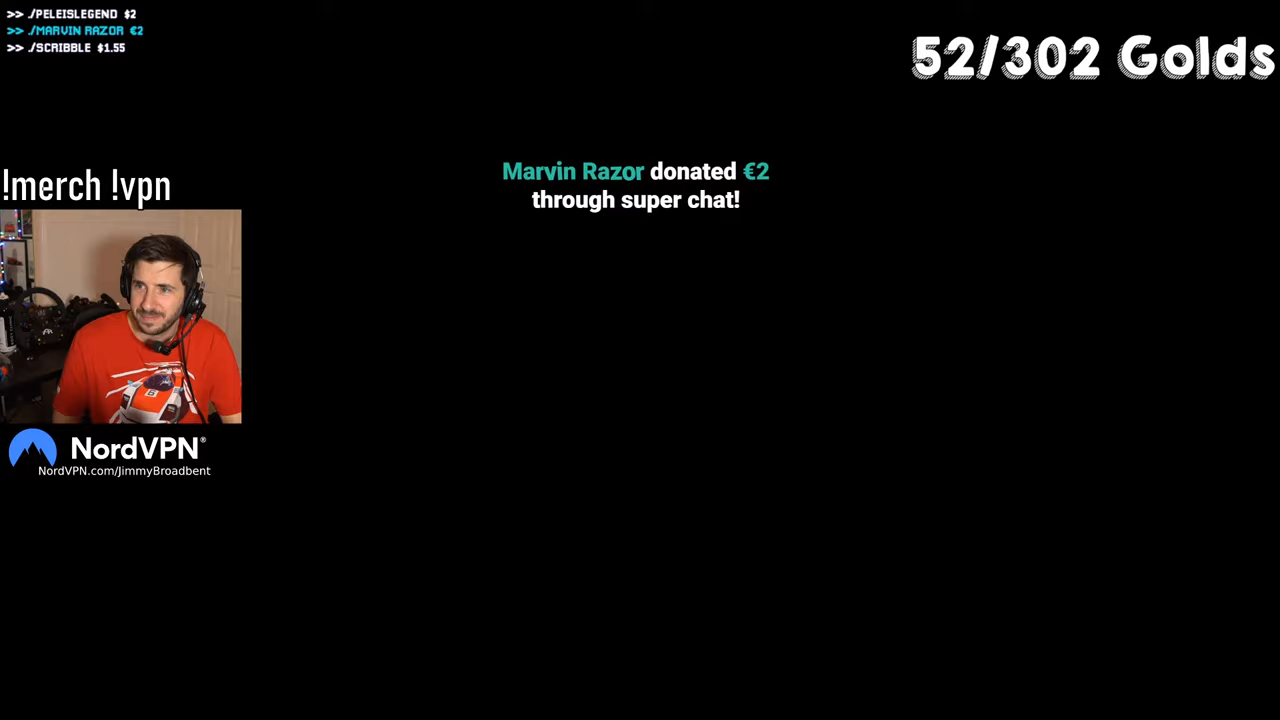 >> ./PELEISLEGEND $2
>> ./MARVIN RAZOR €2
>> ./SCRIBBLE $1.55
52/302 Golds
Marvin Razor donated €2
through super chat!
!merch !vpn
B
NordVPN®
NordVPN.com/JimmyBroadbent